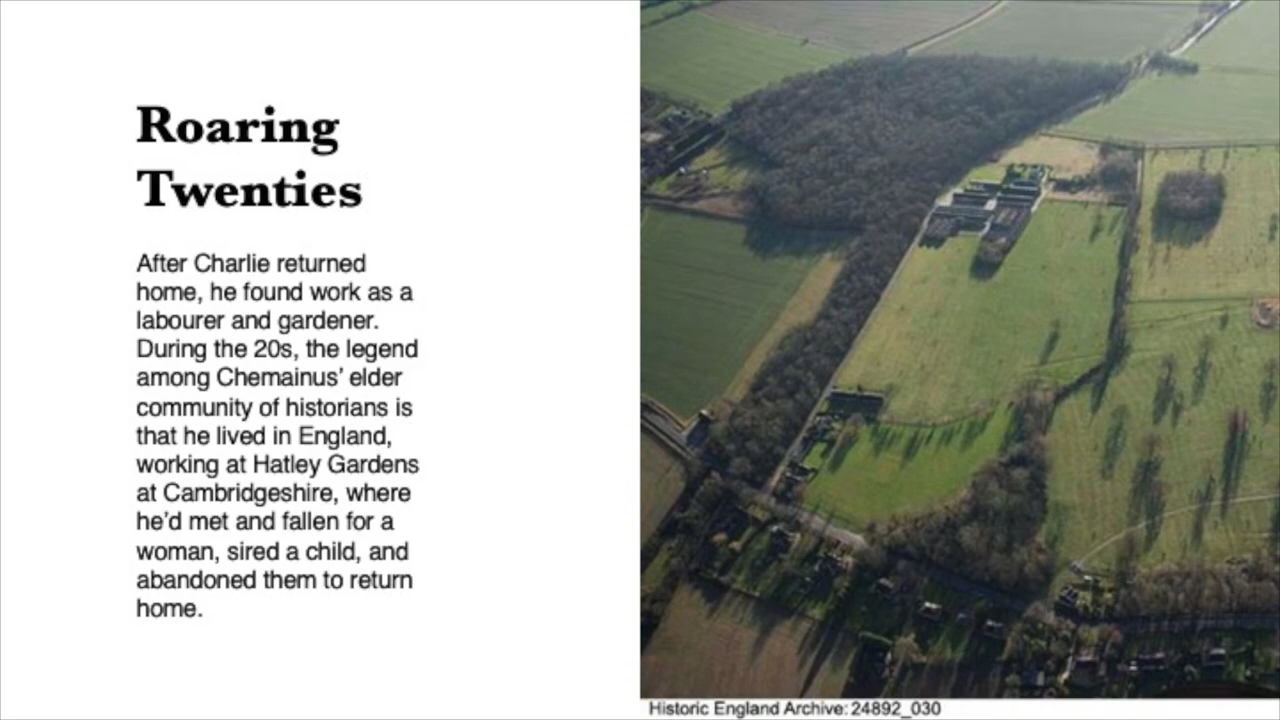 Roaring
Twenties
After Charlie returned
home, he found work as a
labourer and gardener.
During the 20s, the legend
among Chemainus’ elder
community of historians is
that he lived in England,
working at Hatley Gardens
at Cambridgeshire, where
he’d met and fallen for a
woman, sired a child, and
abandoned them to return
home.
Historic England Archive: 24892_030